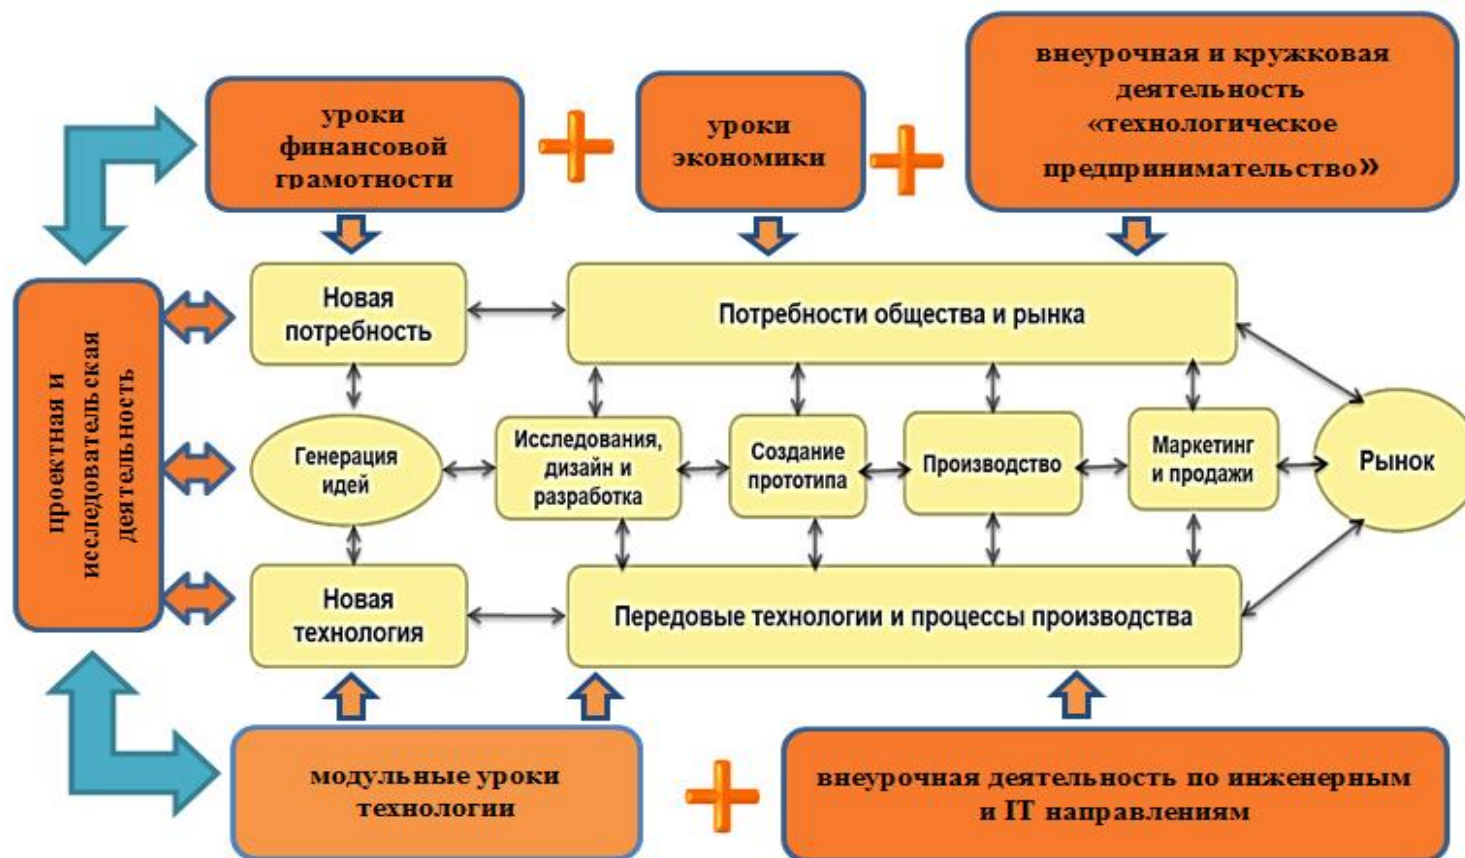 уроки
финансовой
грамотности
уроки
экономики
внеурочная и кружковая
деятельность
«технологическое
предпринимательство»
проектная и
исследовательская
деятельность
Новая
потребность
Потребности общества и рынка
Генерация
идей
Исследования,
дизайн и
разработка
Создание
прототипа
Производство
Маркетинг
и продажи
Рынок
Новая
технология
Передовые технологии и процессы производства
модульные уроки
технологии
внеурочная деятельность по инженерным
и IT направлениям